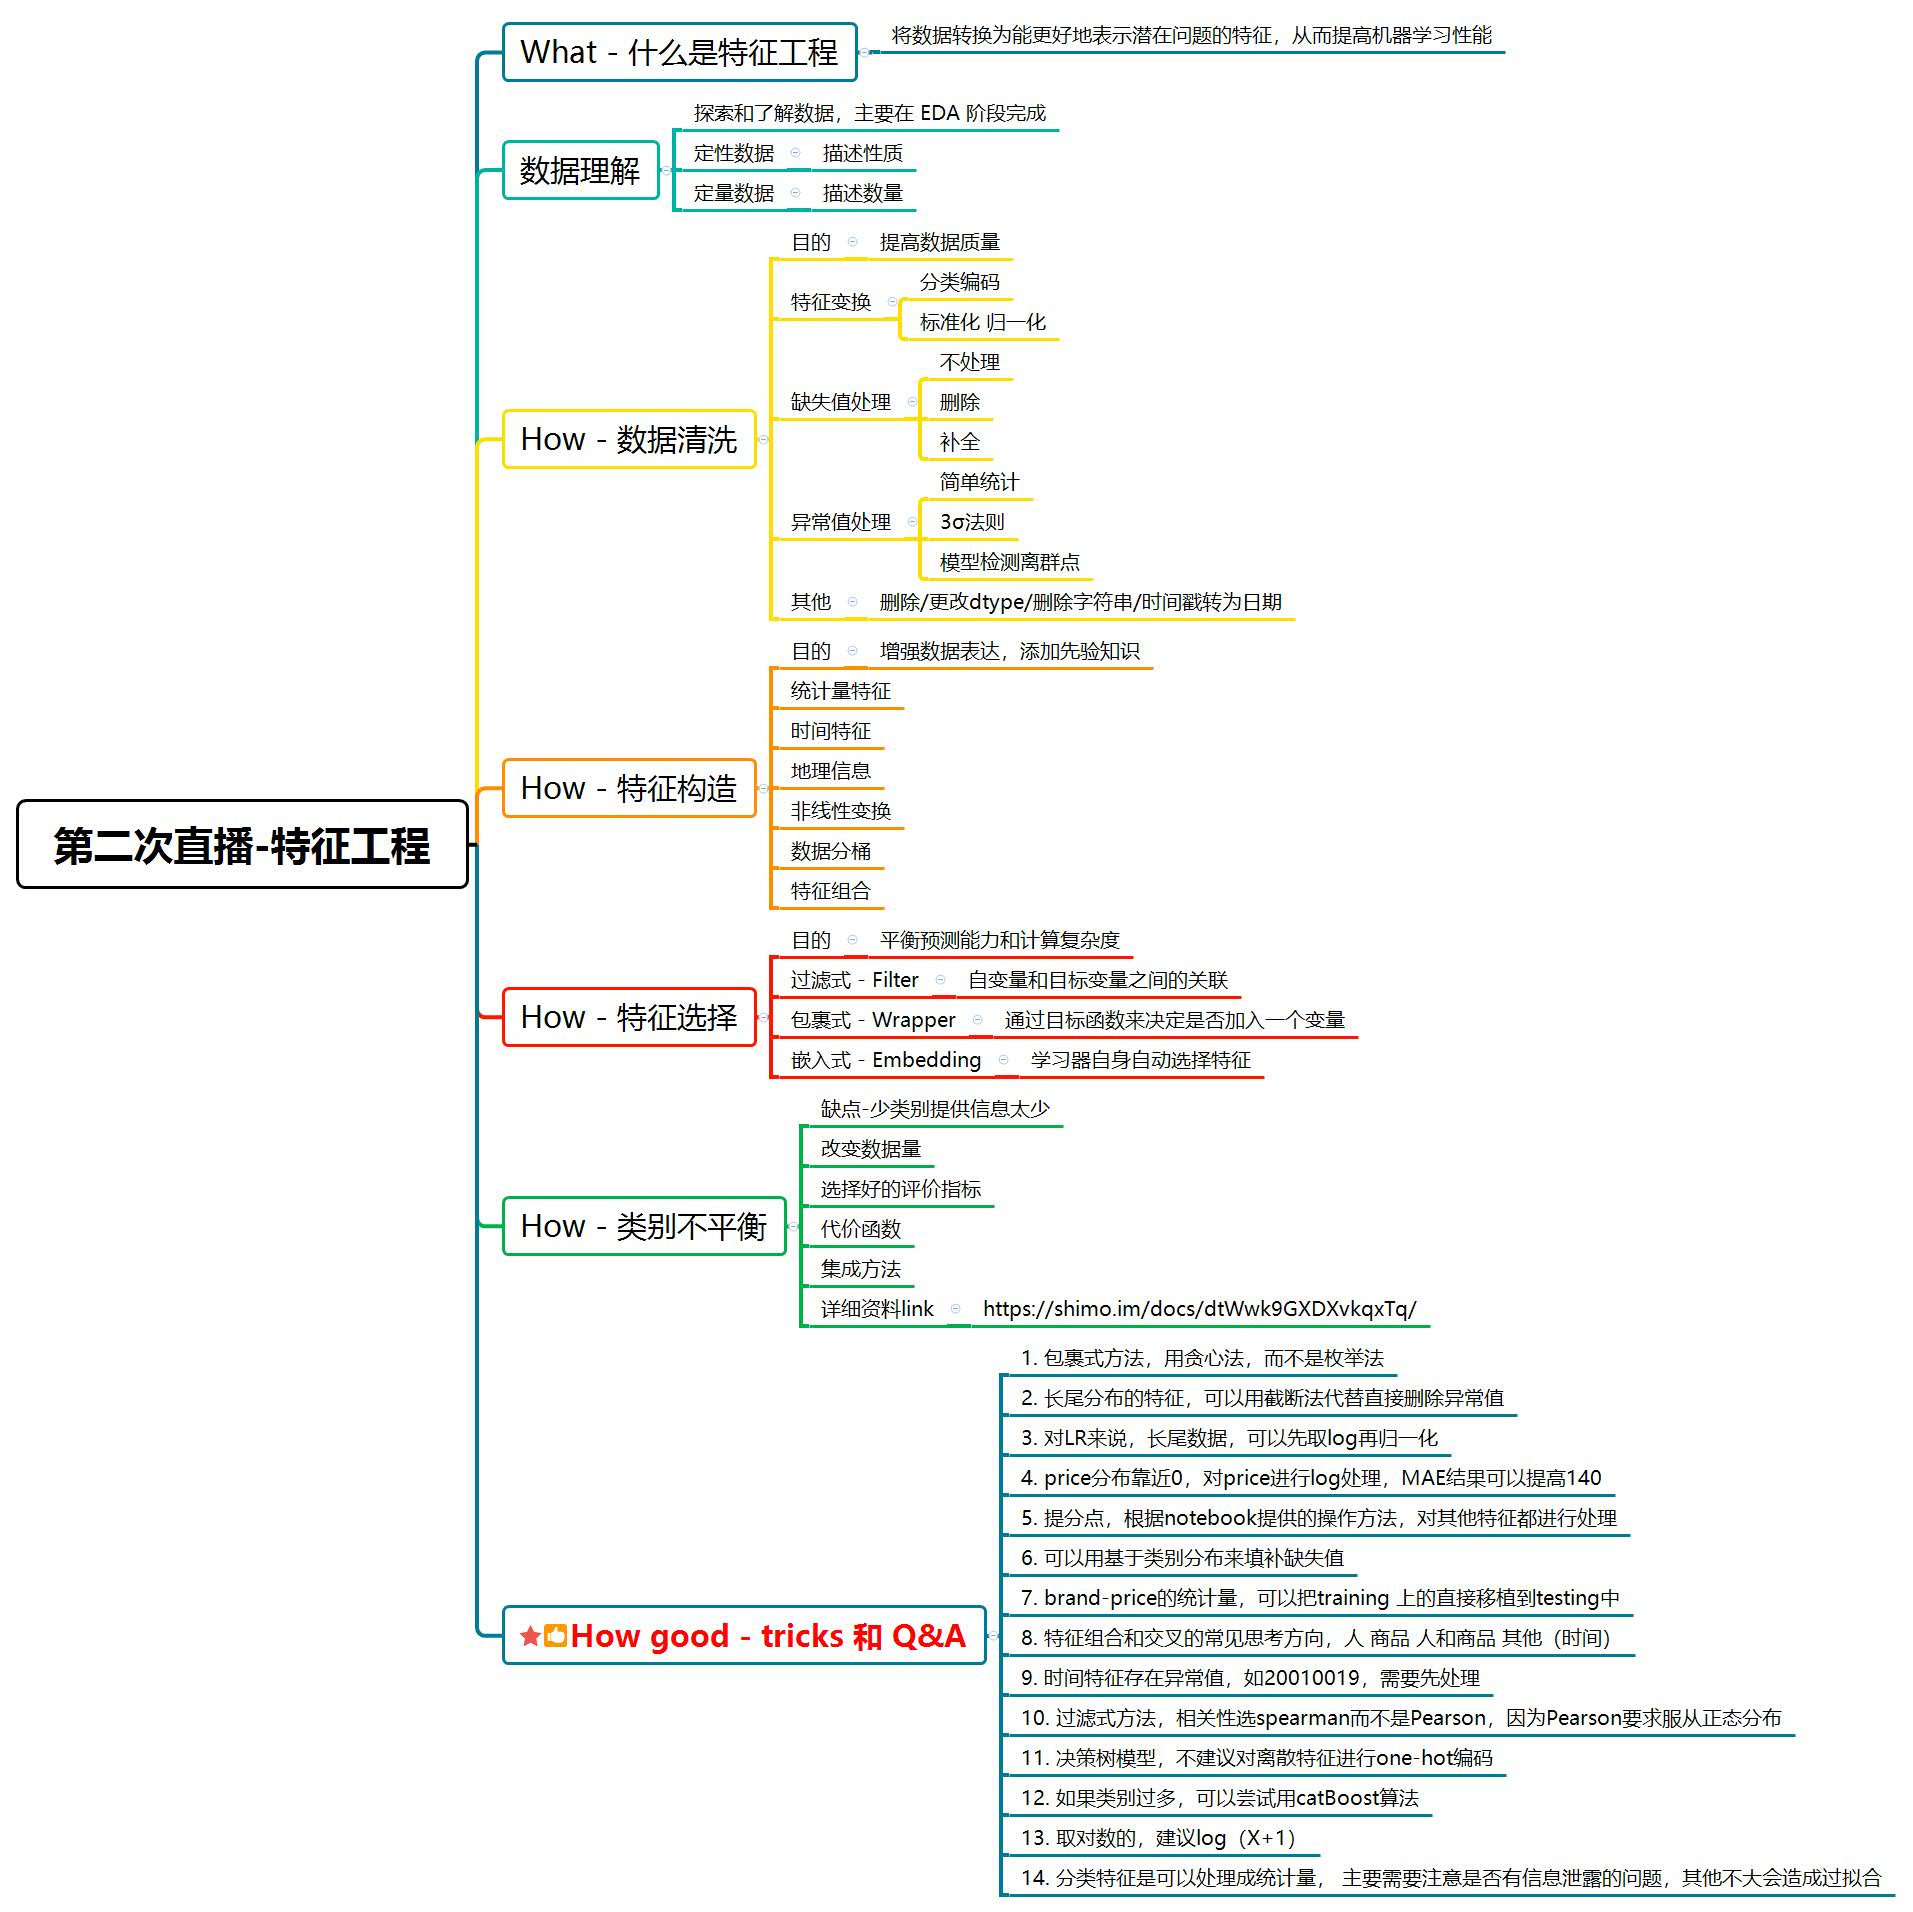 What - 什么是特征工程
将数据转换为能更好地表示潜在问题的特征，从而提高机器学习性能
数据理解
探索和了解数据，主要在 EDA 阶段完成
定性数据
描述性质
定量数据
描述数量
How - 数据清洗
目的
提高数据质量
特征变换
分类编码
标准化 归一化
缺失值处理
不处理
删除
补全
异常值处理
简单统计
3σ法则
模型检测离群点
其他
删除/更改dtype/删除字符串/时间戳转为日期
第二次直播-特征工程
How - 特征构造
目的
增强数据表达，添加先验知识
统计量特征
时间特征
地理信息
非线性变换
数据分桶
特征组合
How - 特征选择
目的
平衡预测能力和计算复杂度
过滤式 - Filter
自变量和目标变量之间的关联
包裹式 - Wrapper
通过目标函数来决定是否加入一个变量
嵌入式 - Embedding
学习器自身自动选择特征
How - 类别不平衡
缺点-少类别提供信息太少
改变数据量
选择好的评价指标
代价函数
集成方法
详细资料link
https://shimo.im/docs/dtWwk9GXDXvkqxTq/
How good - tricks 和 Q&A
1. 包裹式方法，用贪心法，而不是枚举法
2. 长尾分布的特征，可以用截断法代替直接删除异常值
3. 对LR来说，长尾数据，可以先取log再归一化
4. price分布靠近0，对price进行log处理，MAE结果可以提高140
5. 提分点，根据notebook提供的操作方法，对其他特征都进行处理
6. 可以用基于类别分布来填补缺失值
7. brand-price的统计量，可以把training 上的直接移植到testing中
8. 特征组合和交叉的常见思考方向，人 商品 人和商品 其他（时间）
9. 时间特征存在异常值，如20010019，需要先处理
10. 过滤式方法，相关性选spearman而不是Pearson，因为Pearson要求服从正态分布
11. 决策树模型，不建议对离散特征进行one-hot编码
12. 如果类别过多，可以尝试用catBoost算法
13. 取对数的，建议log（X+1）
14. 分类特征是可以处理成统计量， 主要需要注意是否有信息泄露的问题，其他不大会造成过拟合